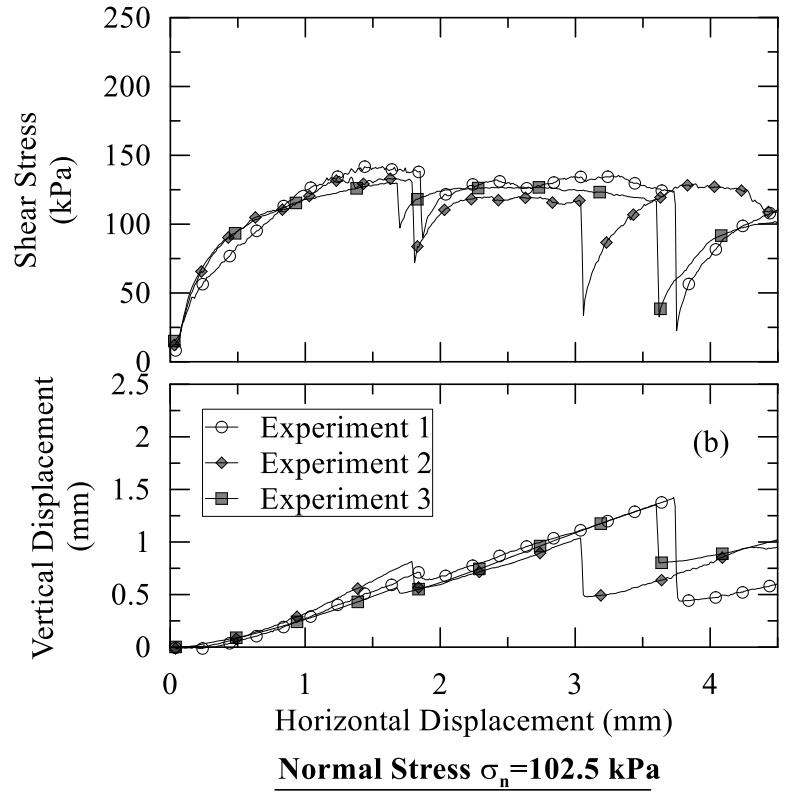 250
200
150
100
50
0
Shear Stress
(kPa)
2.5
2
1.5
1
0.5
0
Vertical Displacement
(mm)
Experiment 1
Experiment 2
Experiment 3
(b)
0 1 2 3 4
Horizontal Displacement (mm)
Normal Stress σn=102.5 kPa